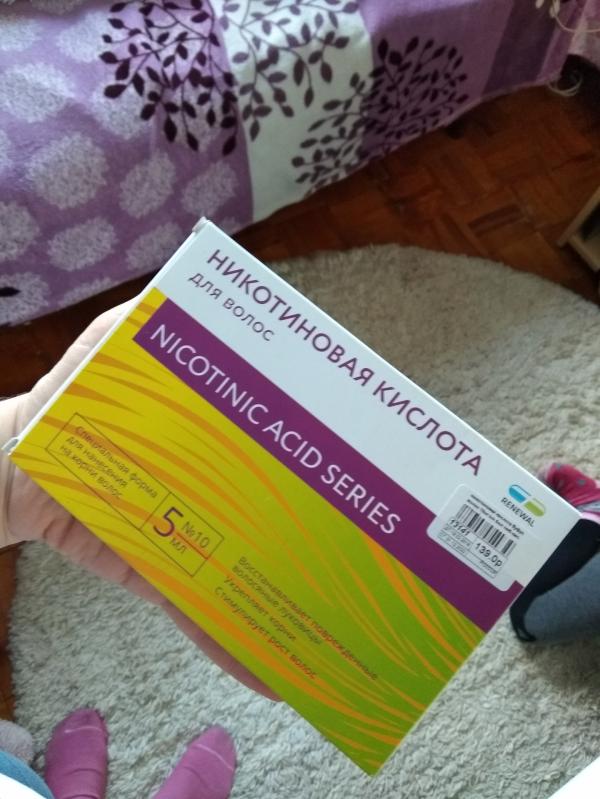 НИКОТИНОВАЯ КИСЛОТА
для волос
NICOTINIC ACID SERIES
RENEWAL
13141
139.0р
Специальная форма
для нанесения
на корни волос
5 мл
№10
Восстанавливает поврежденные
волосяные луковицы
Укрепляет корни
Стимулирует рост волос